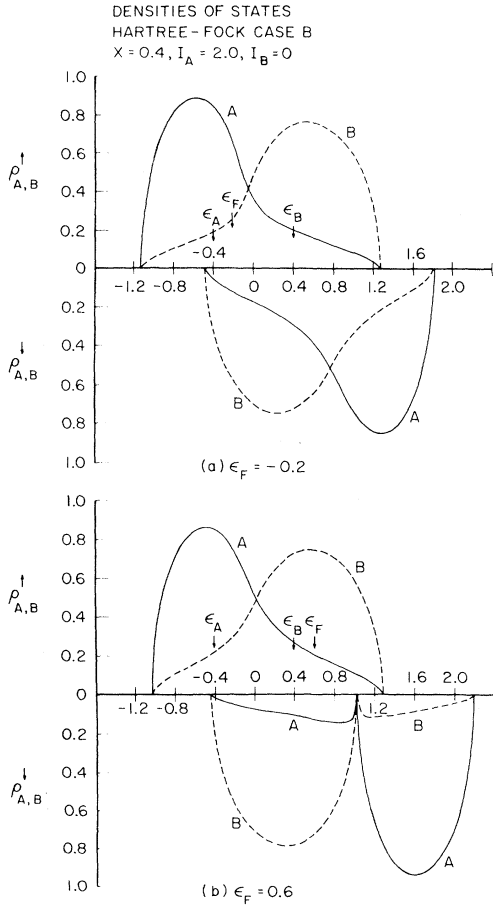 DENSITIES OF STATES
HARTREE-FOCK CASE B
X = 0.4, I_A = 2.0, I_B = 0
1.0
0.8
0.6
0.4
0.2
0
0.2
0.4
0.6
0.8
1.0
ρ↑A,B
ρ↓A,B
A
B
ϵ_A
ϵ_F
ϵ_B
-0.4
1.6
-1.2 -0.8 0 0.4 0.8 1.2 2.0
B
A
(a) ϵ_F = -0.2
1.0
0.8
0.6
0.4
0.2
0
0.2
0.4
0.6
0.8
1.0
ρ↑A,B
ρ↓A,B
A
B
ϵ_A
ϵ_B ϵ_F
-0.4 0 0.4 0.8 1.6 2.0
-1.2 -0.8 1.2
A
B
B
A
(b) ϵ_F = 0.6